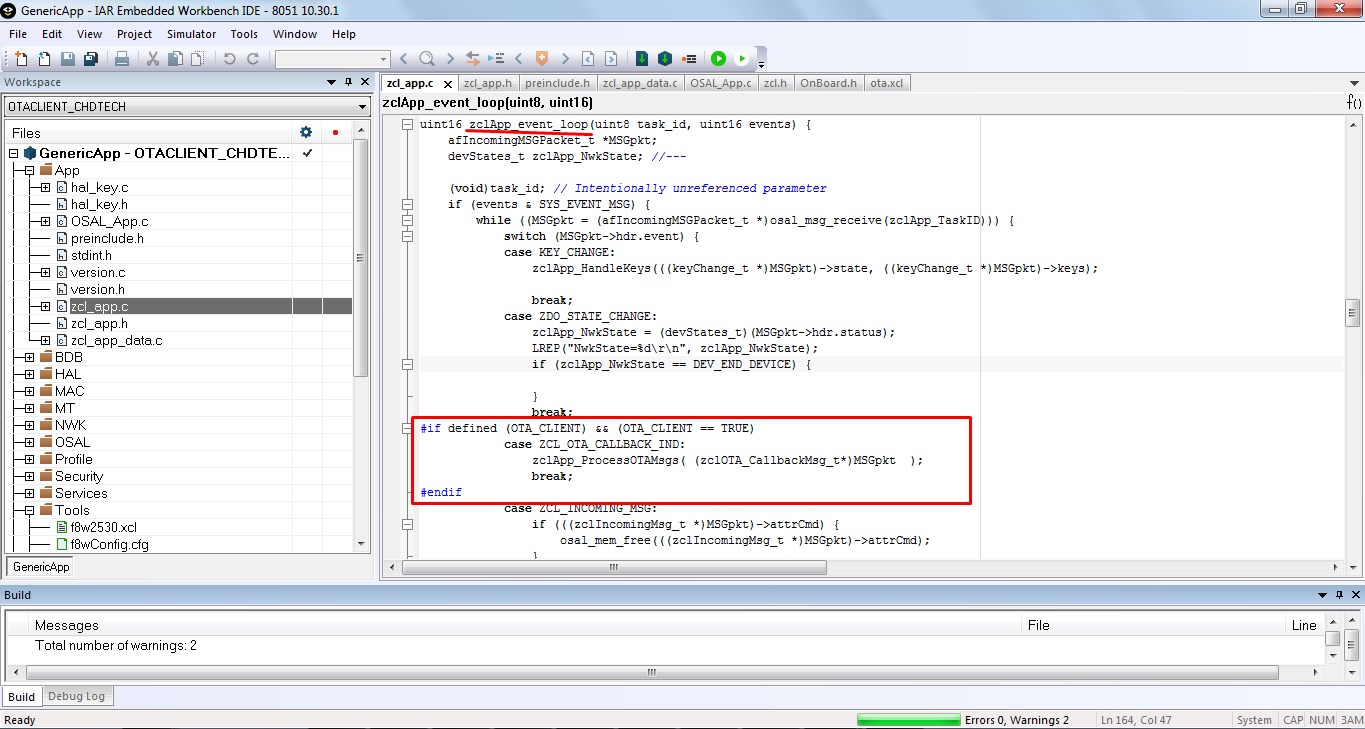 GenericApp - IAR Embedded Workbench IDE - 8051 10.30.1
File Edit View Project Simulator Tools Window Help
Workspace
OTACLIENT_CHDTECH
Files
GenericApp - OTACLIENT_CHDTE...
App
hal_key.c
hal_key.h
OSAL_App.c
preinclude.h
stdint.h
version.c
version.h
zcl_app.c
zcl_app.h
zcl_app_data.c
BDB
HAL
MAC
MT
NWK
OSAL
Profile
Security
Services
Tools
f8w2530.xcl
f8wConfig.cfg
GenericApp
zcl_app.c zcl_app.h preinclude.h zcl_app_data.c OSAL_App.c zcl.h OnBoard.h ota.xcl
zclApp_event_loop(uint8, uint16)
f()
uint16 zclApp_event_loop(uint8 task_id, uint16 events) {
afIncomingMSGPacket_t *MSGpkt;
devStates_t zclApp_NwkState; //---
(void)task_id; // Intentionally unreferenced parameter
if (events & SYS_EVENT_MSG) {
while ((MSGpkt = (afIncomingMSGPacket_t *)osal_msg_receive(zclApp_TaskID))) {
switch (MSGpkt->hdr.event) {
case KEY_CHANGE:
zclApp_HandleKeys(((keyChange_t *)MSGpkt)->state, ((keyChange_t *)MSGpkt)->keys);
break;
case ZDO_STATE_CHANGE:
zclApp_NwkState = (devStates_t)(MSGpkt->hdr.status);
LREP("NwkState=%d\r\n", zclApp_NwkState);
if (zclApp_NwkState == DEV_END_DEVICE) {
}
break;
#if defined (OTA_CLIENT) && (OTA_CLIENT == TRUE)
case ZCL_OTA_CALLBACK_IND:
zclApp_ProcessOTAMsgs( (zclOTA_CallbackMsg_t*)MSGpkt );
break;
#endif
case ZCL_INCOMING_MSG:
if (((zclIncomingMsg_t *)MSGpkt)->attrCmd) {
osal_mem_free(((zclIncomingMsg_t *)MSGpkt)->attrCmd);
}
Build
Messages File Line
Total number of warnings: 2
Build Debug Log
Ready Errors 0, Warnings 2 Ln 164, Col 47 System CAP NUM ЗАМ